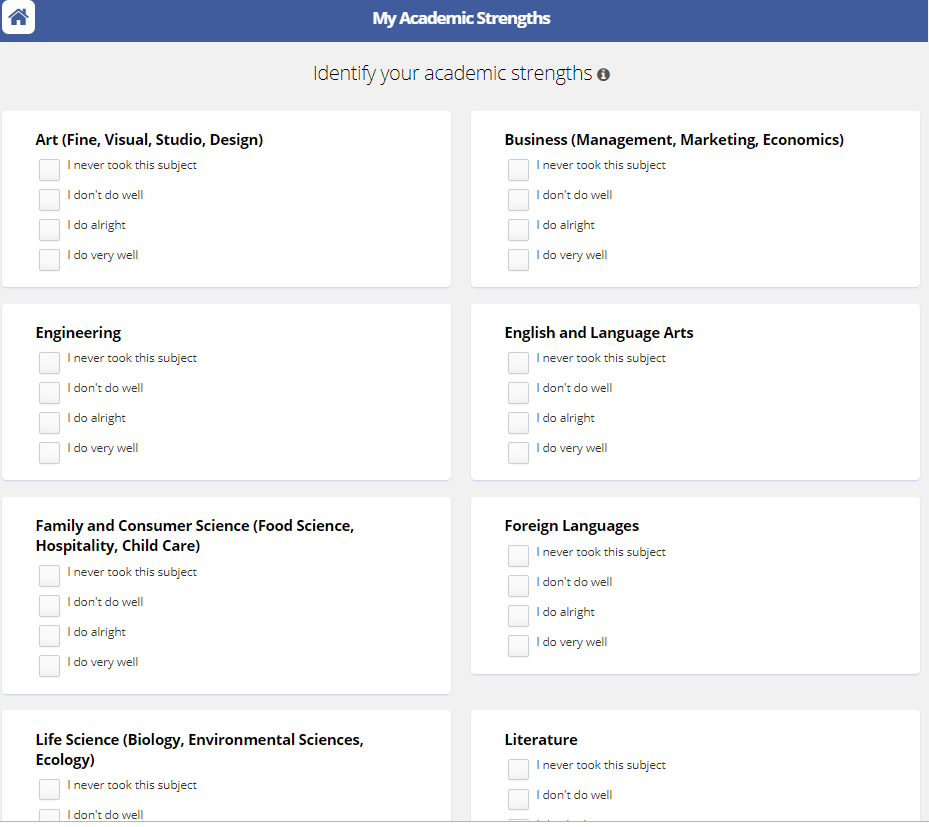 My Academic Strengths
Identify your academic strengths
Art (Fine, Visual, Studio, Design)
I never took this subject
I don't do well
I do alright
I do very well
Business (Management, Marketing, Economics)
I never took this subject
I don't do well
I do alright
I do very well
Engineering
I never took this subject
I don't do well
I do alright
I do very well
English and Language Arts
I never took this subject
I don't do well
I do alright
I do very well
Family and Consumer Science (Food Science,
Hospitality, Child Care)
I never took this subject
I don't do well
I do alright
I do very well
Foreign Languages
I never took this subject
I don't do well
I do alright
I do very well
Life Science (Biology, Environmental Sciences,
Ecology)
I never took this subject
I don't do well
Literature
I never took this subject
I don't do well